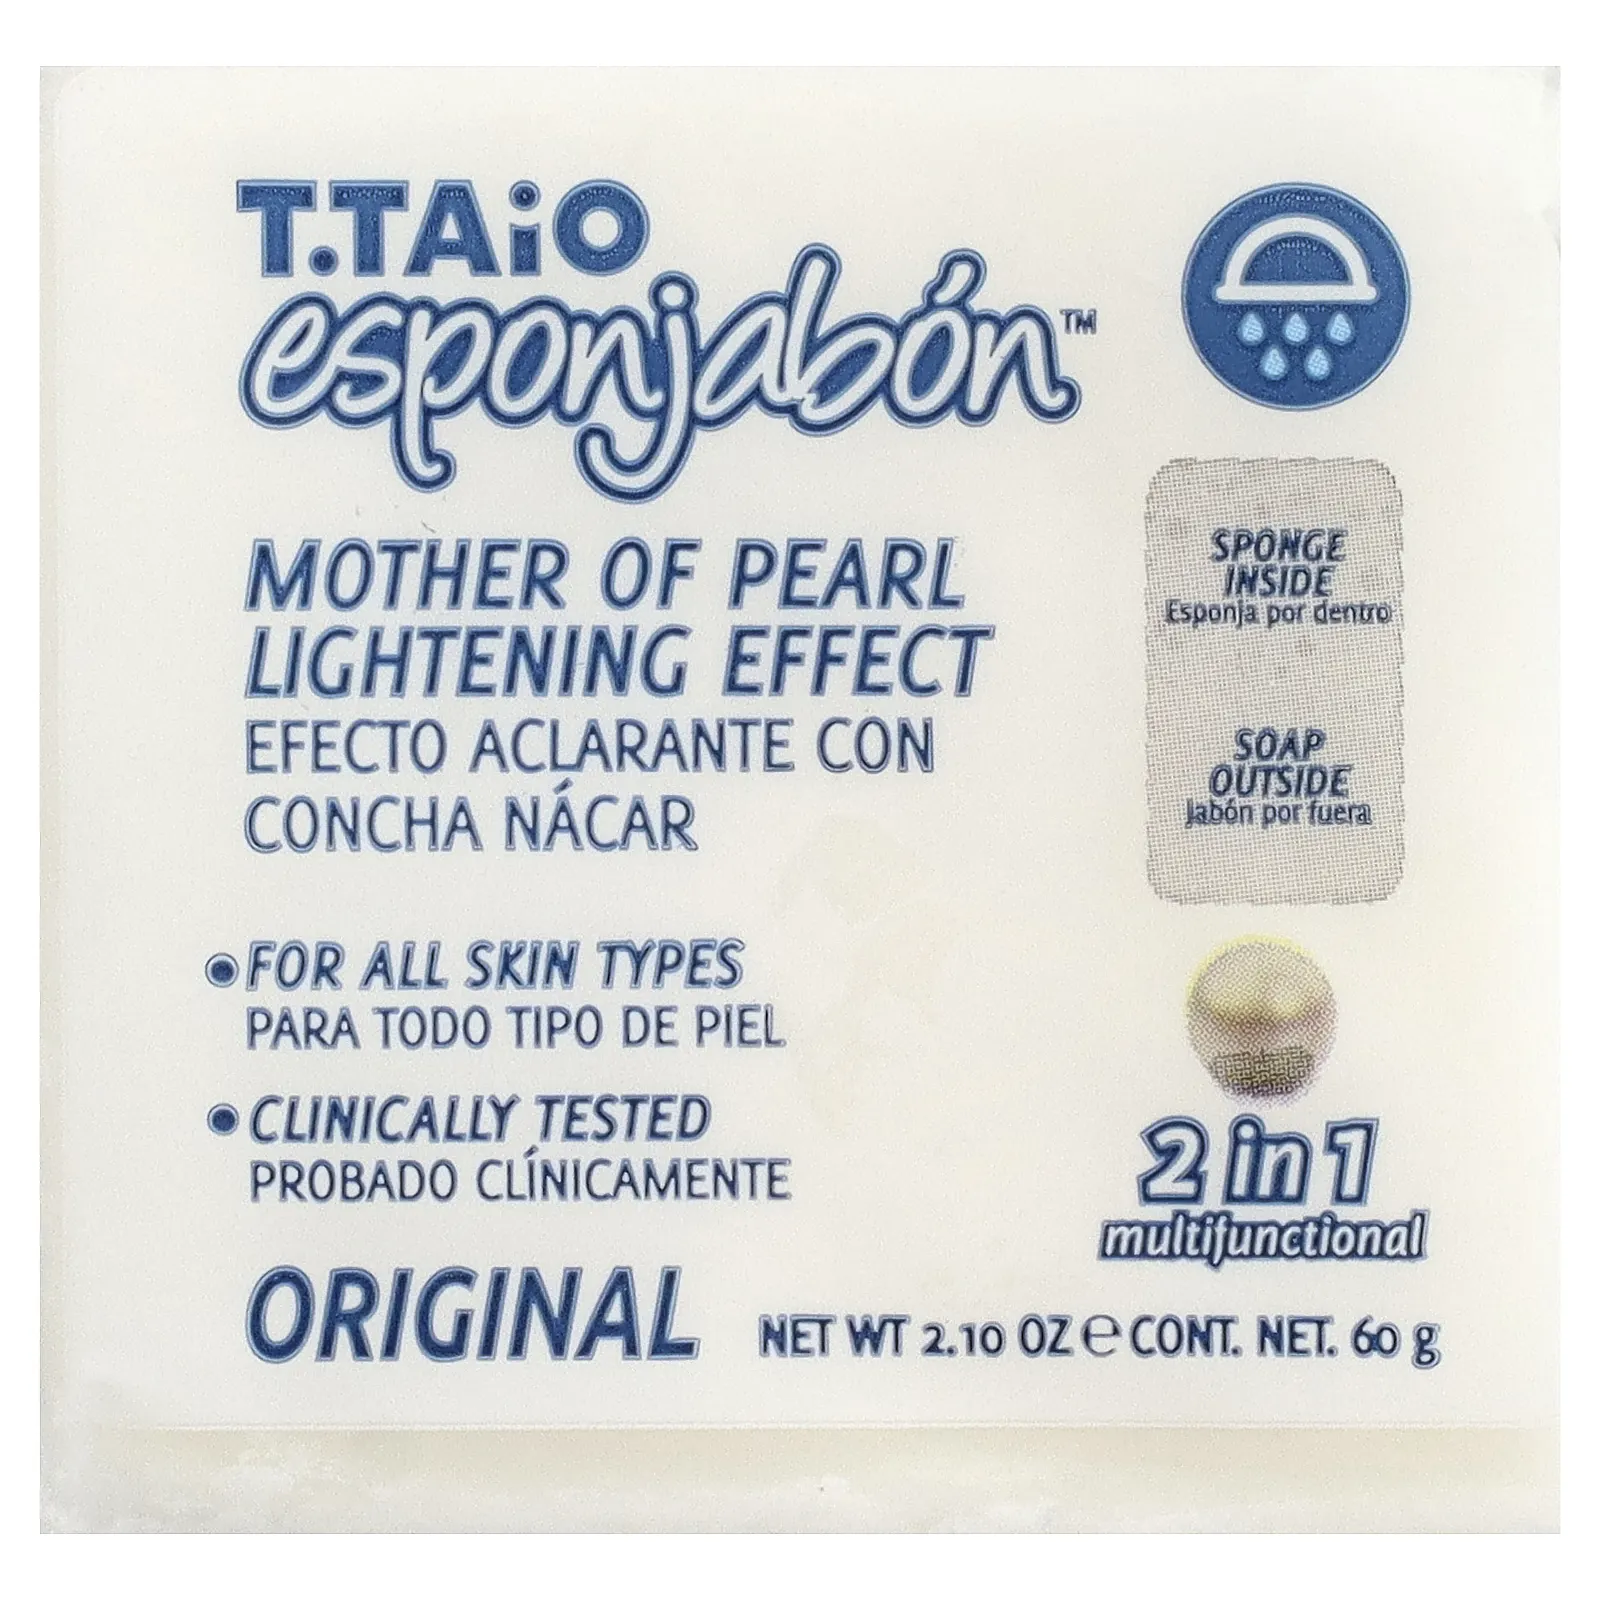 T.TAiO
esponjabón™
MOTHER OF PEARL
LIGHTENING EFFECT
EFECTO ACLARANTE CON
CONCHA NÁCAR
• FOR ALL SKIN TYPES
PARA TODO TIPO DE PIEL
• CLINICALLY TESTED
PROBADO CLÍNICAMENTE
ORIGINAL
SPONGE
INSIDE
Esponja por dentro
SOAP
OUTSIDE
Jabón por fuera
2 in 1
multifunctional
NET WT 2.10 OZ ℮ CONT. NET. 60 g